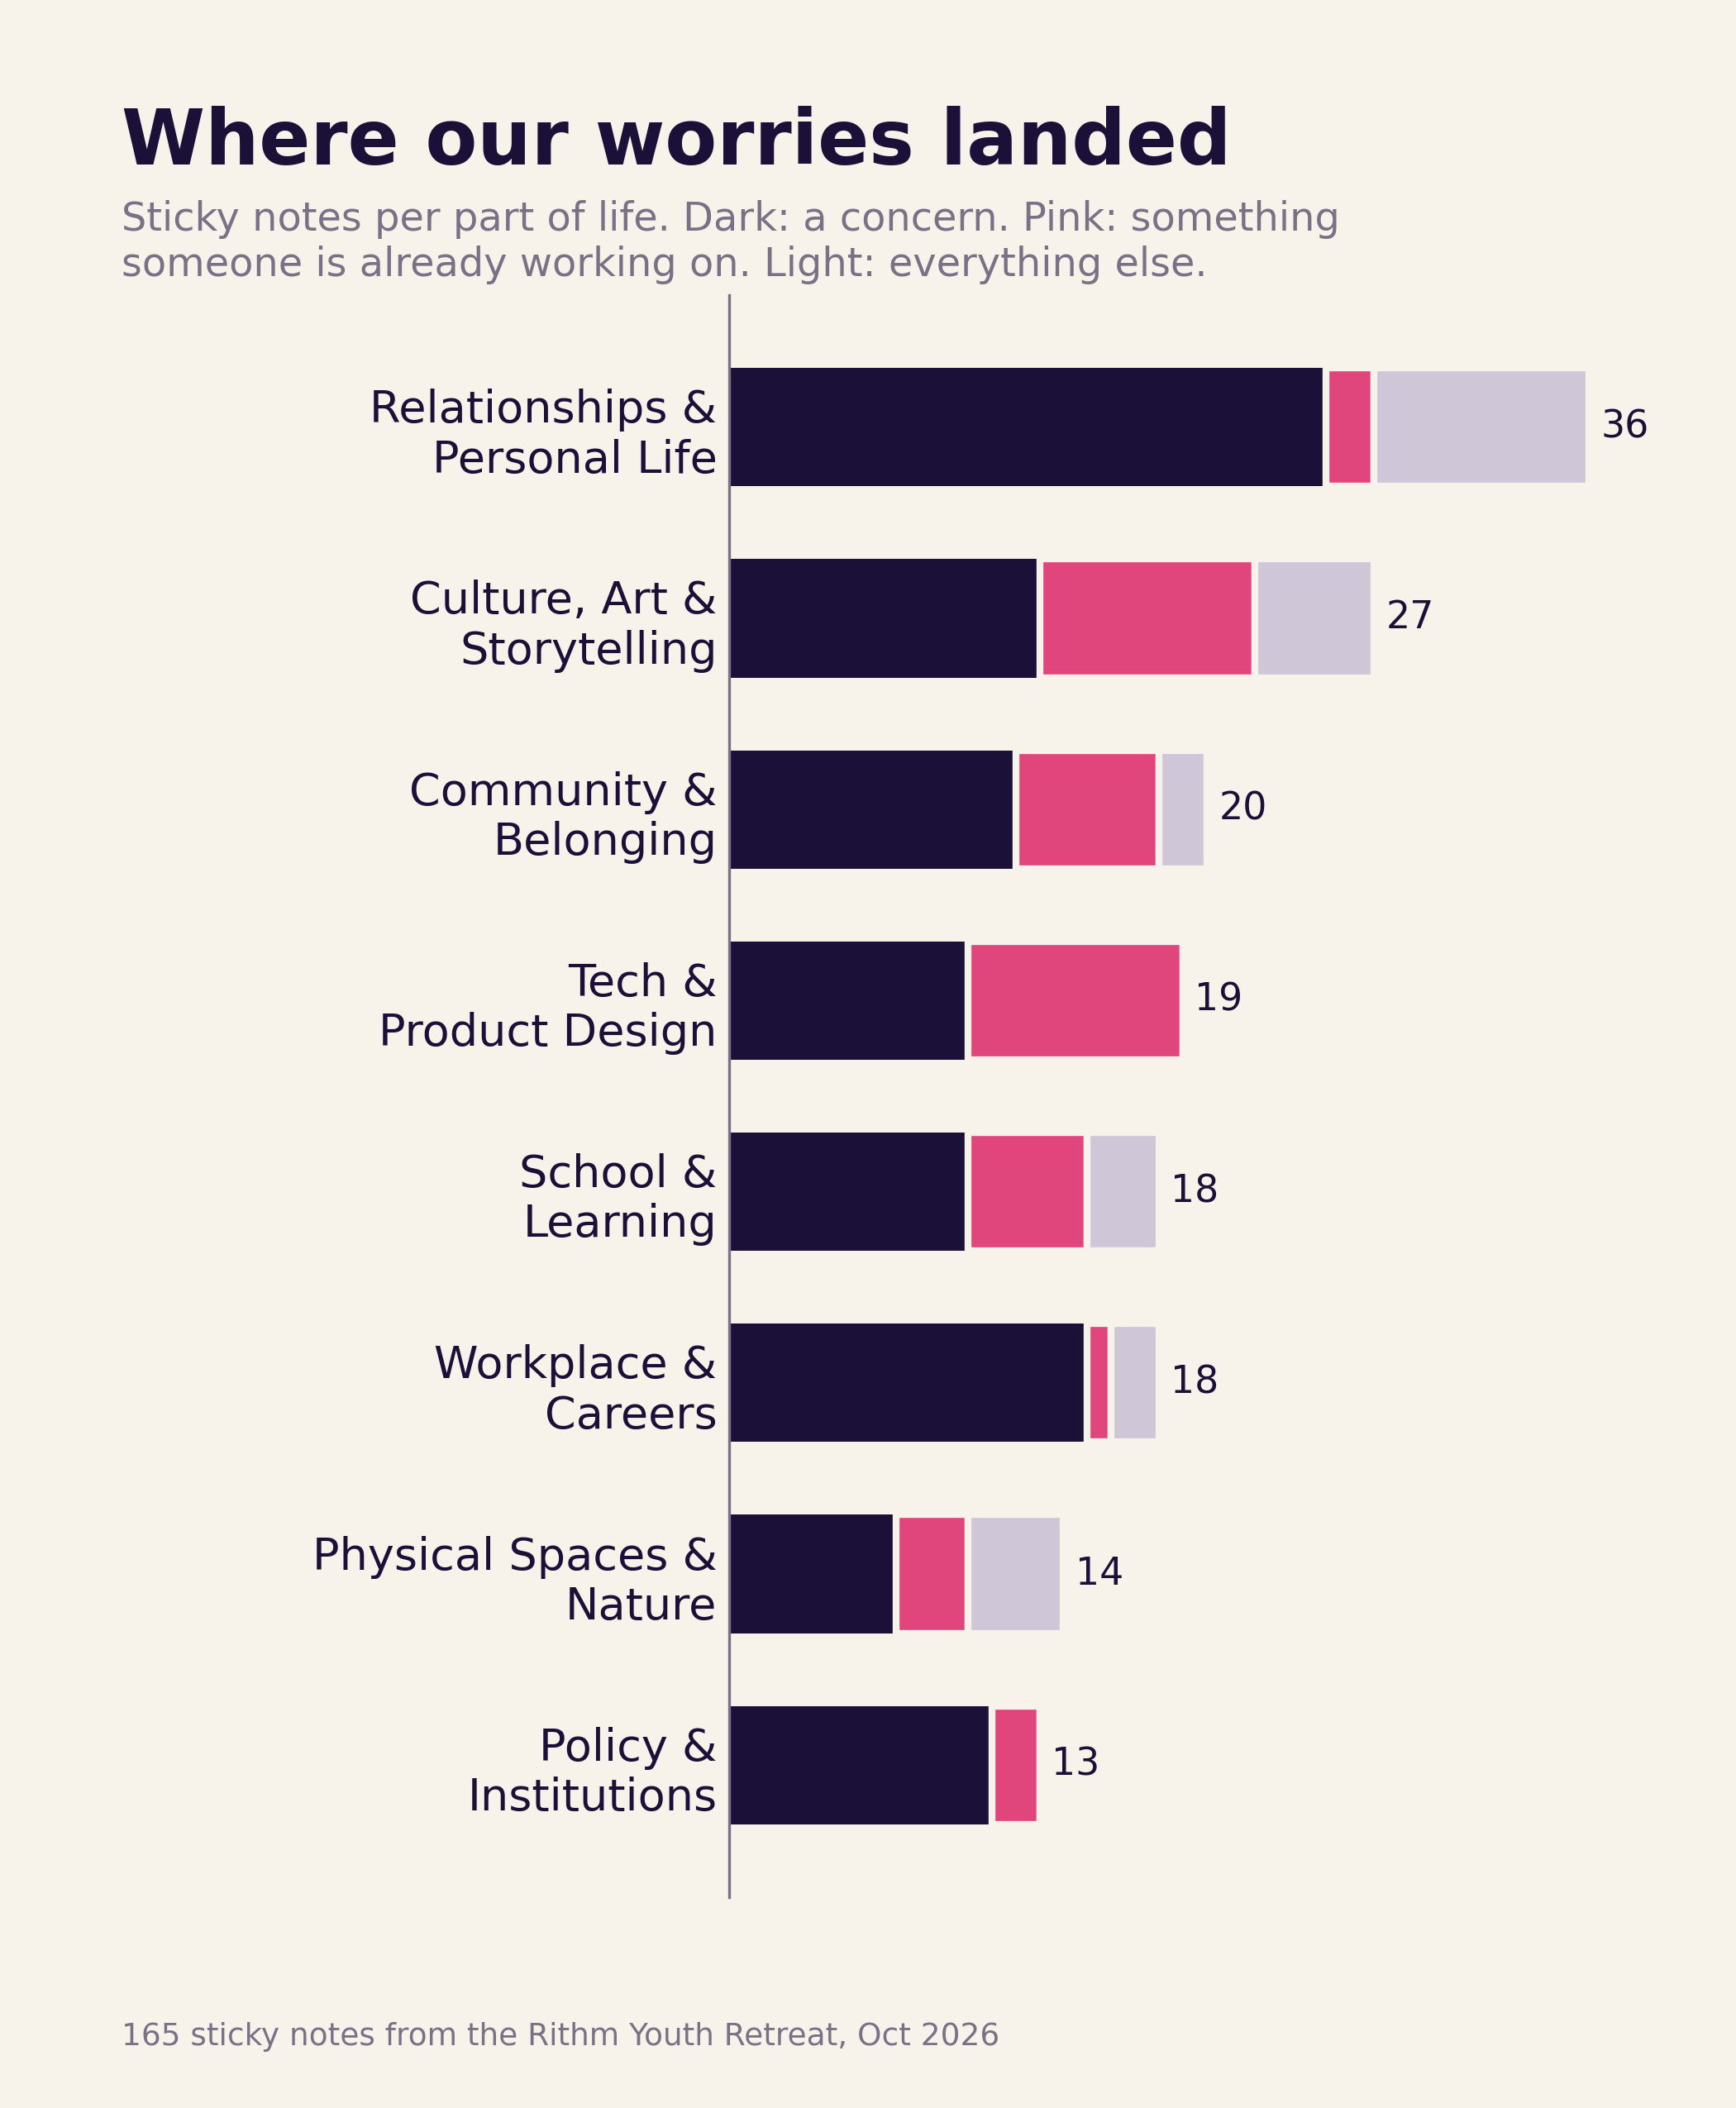 Where our worries landed
Sticky notes per part of life. Dark: a concern. Pink: something
someone is already working on. Light: everything else.
Relationships &
Personal Life
36
Culture, Art &
Storytelling
27
Community &
Belonging
20
Tech &
Product Design
19
School &
Learning
18
Workplace &
Careers
18
Physical Spaces &
Nature
14
Policy &
Institutions
13
165 sticky notes from the Rithm Youth Retreat, Oct 2026